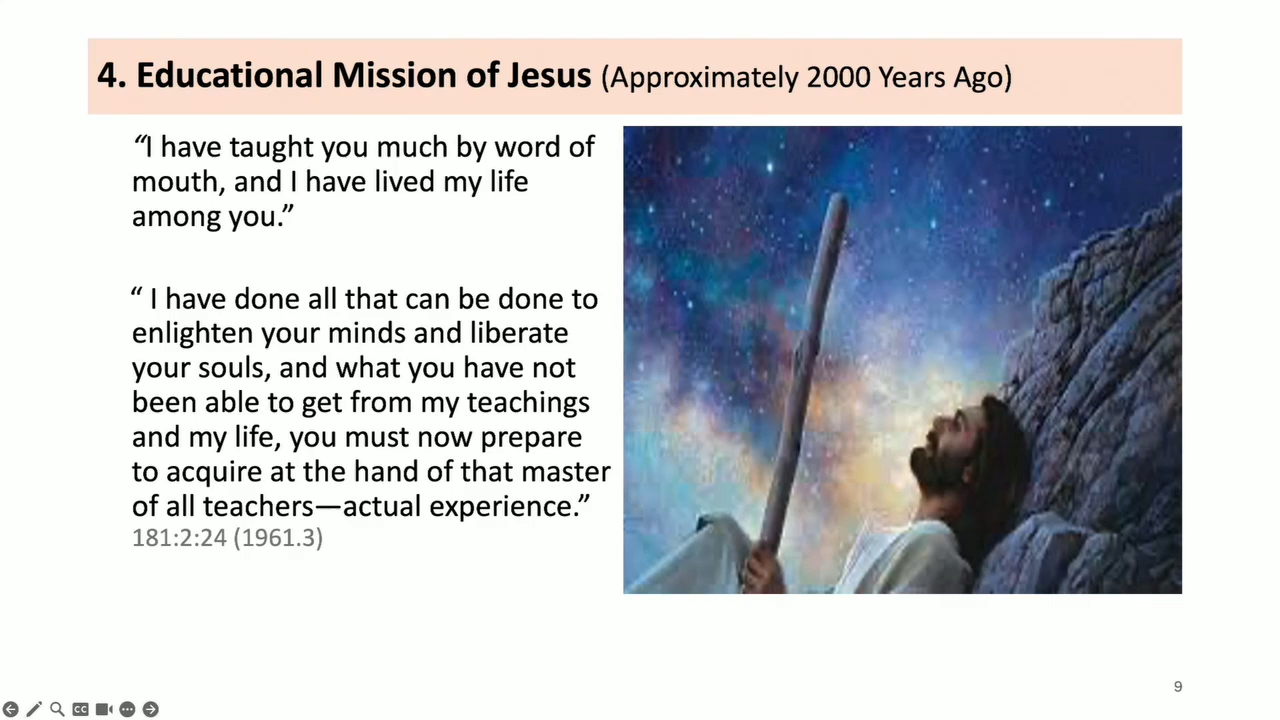 4. Educational Mission of Jesus (Approximately 2000 Years Ago)
“I have taught you much by word of
mouth, and I have lived my life
among you.”
“ I have done all that can be done to
enlighten your minds and liberate
your souls, and what you have not
been able to get from my teachings
and my life, you must now prepare
to acquire at the hand of that master
of all teachers—actual experience.”
181:2:24 (1961.3)
9
CC